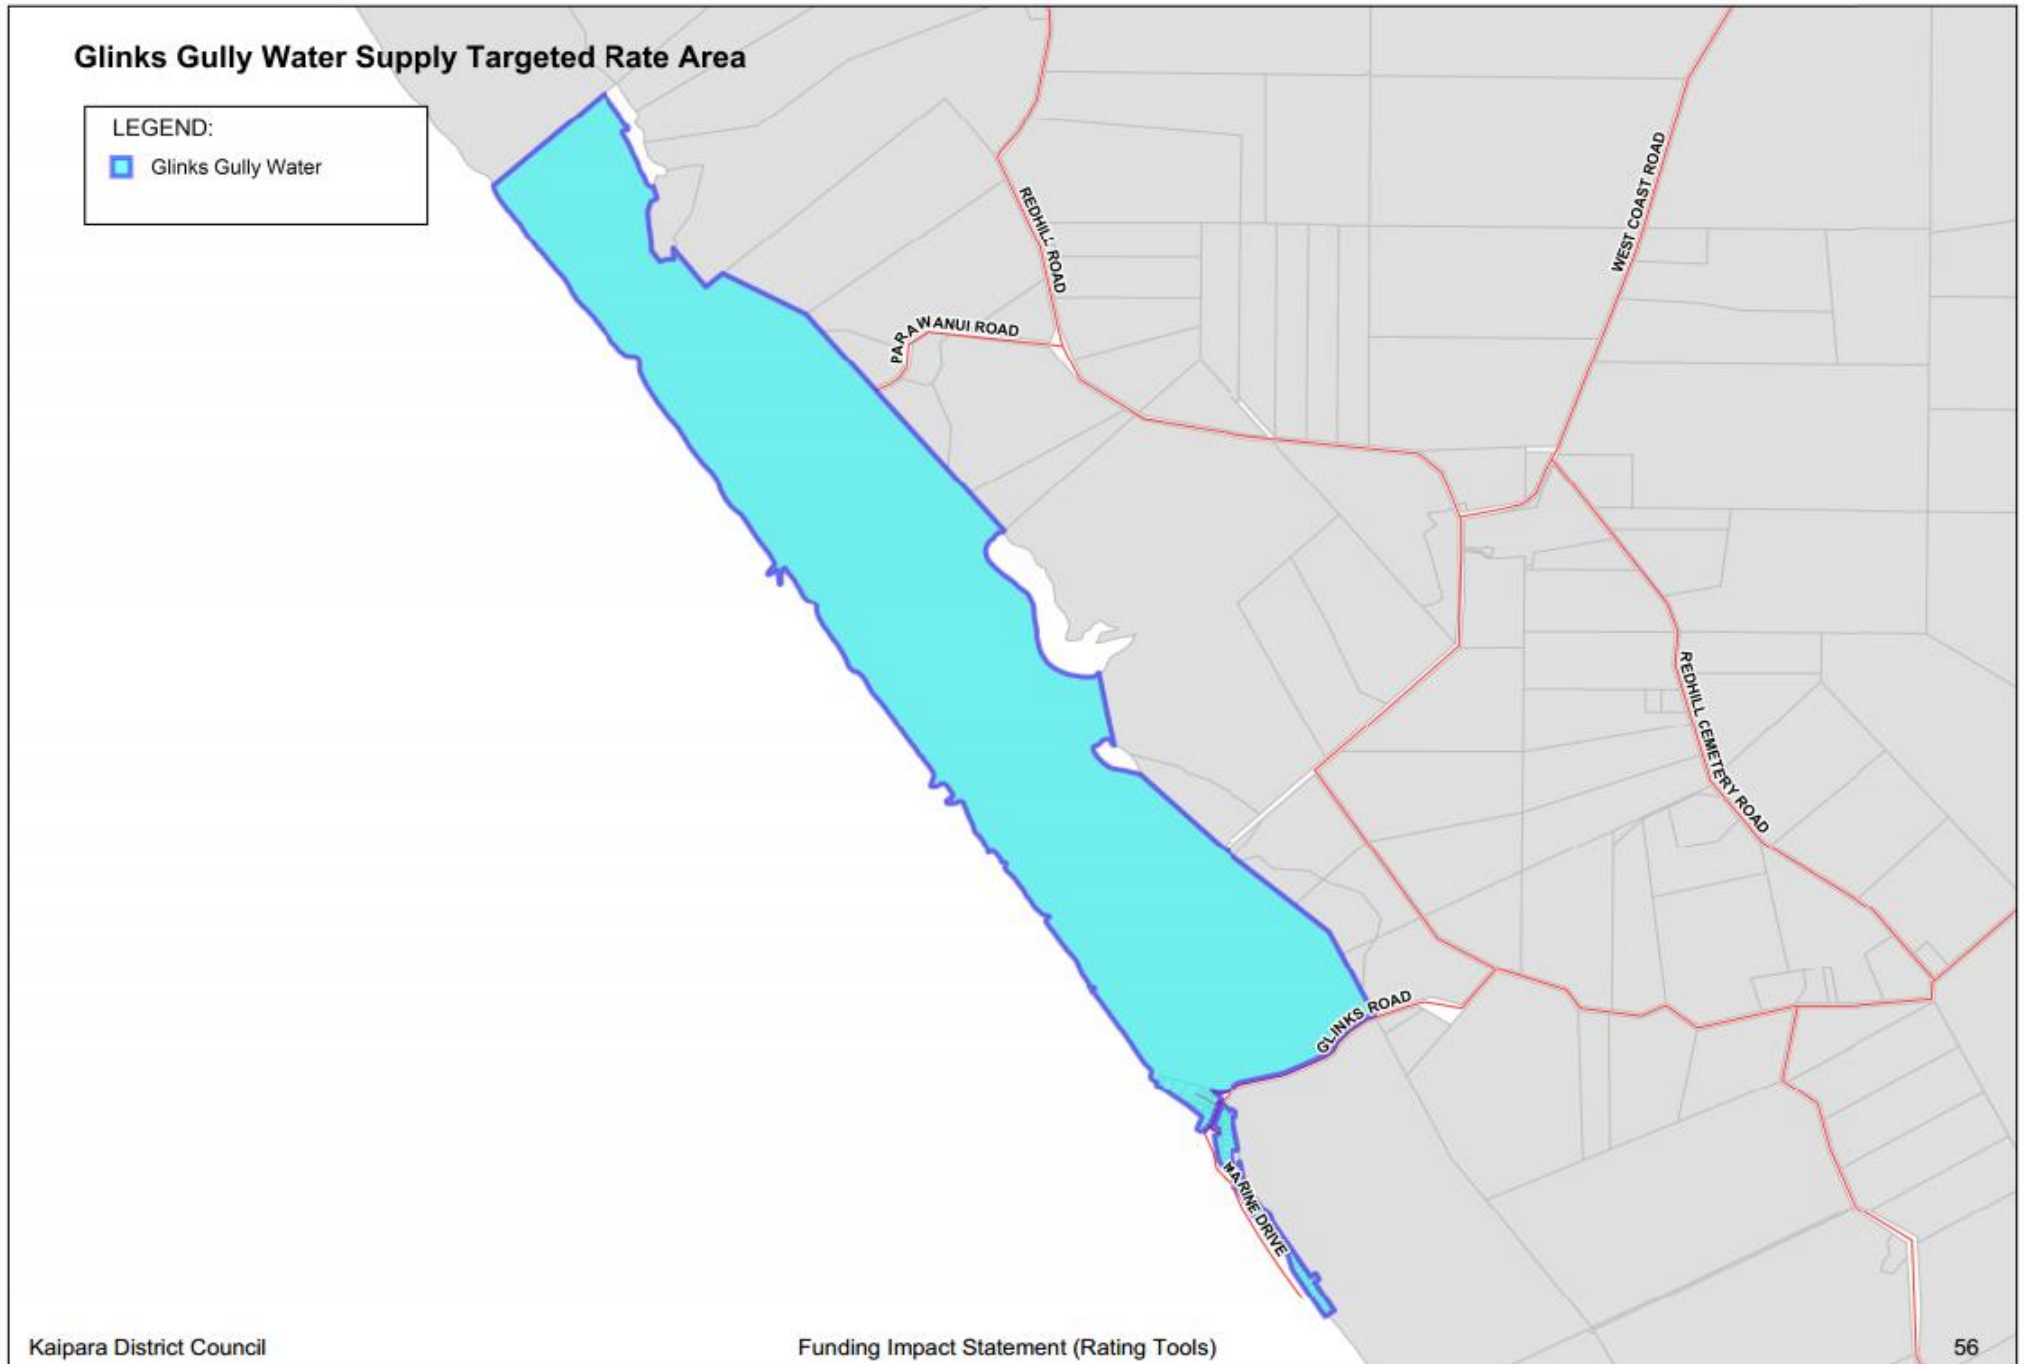 Glinks Gully Water Supply Targeted Rate Area
LEGEND:
Glinks Gully Water
REDHILL ROAD
WEST COAST ROAD
PARAWANUI ROAD
REDHILL CEMETERY ROAD
GLINKS ROAD
MARINE DRIVE
Kaipara District Council
Funding Impact Statement (Rating Tools)
56